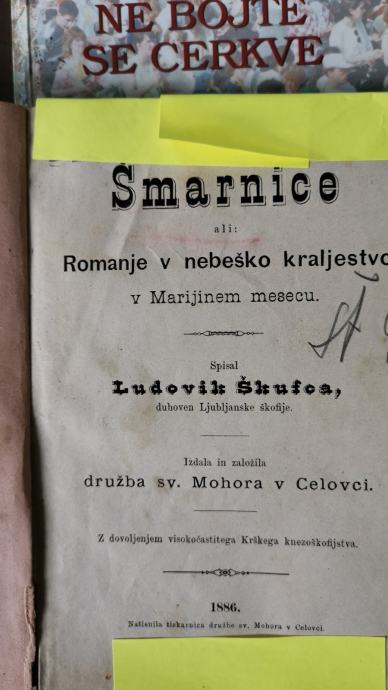 NE BOJTE
SE CERKVE
Šmarnice
ali:
Romanje v nebeško kraljestvo
v Marijinem mesecu.
Spisal
Ludovik Škufca,
duhoven Ljubljanske škofije.
Izdala in založila
družba sv. Mohora v Celovci.
Z dovoljenjem visokočastitega Krškega knezoškofijstva.
1886.
Natisnila tiskarnica družbe sv. Mohora v Celovci.